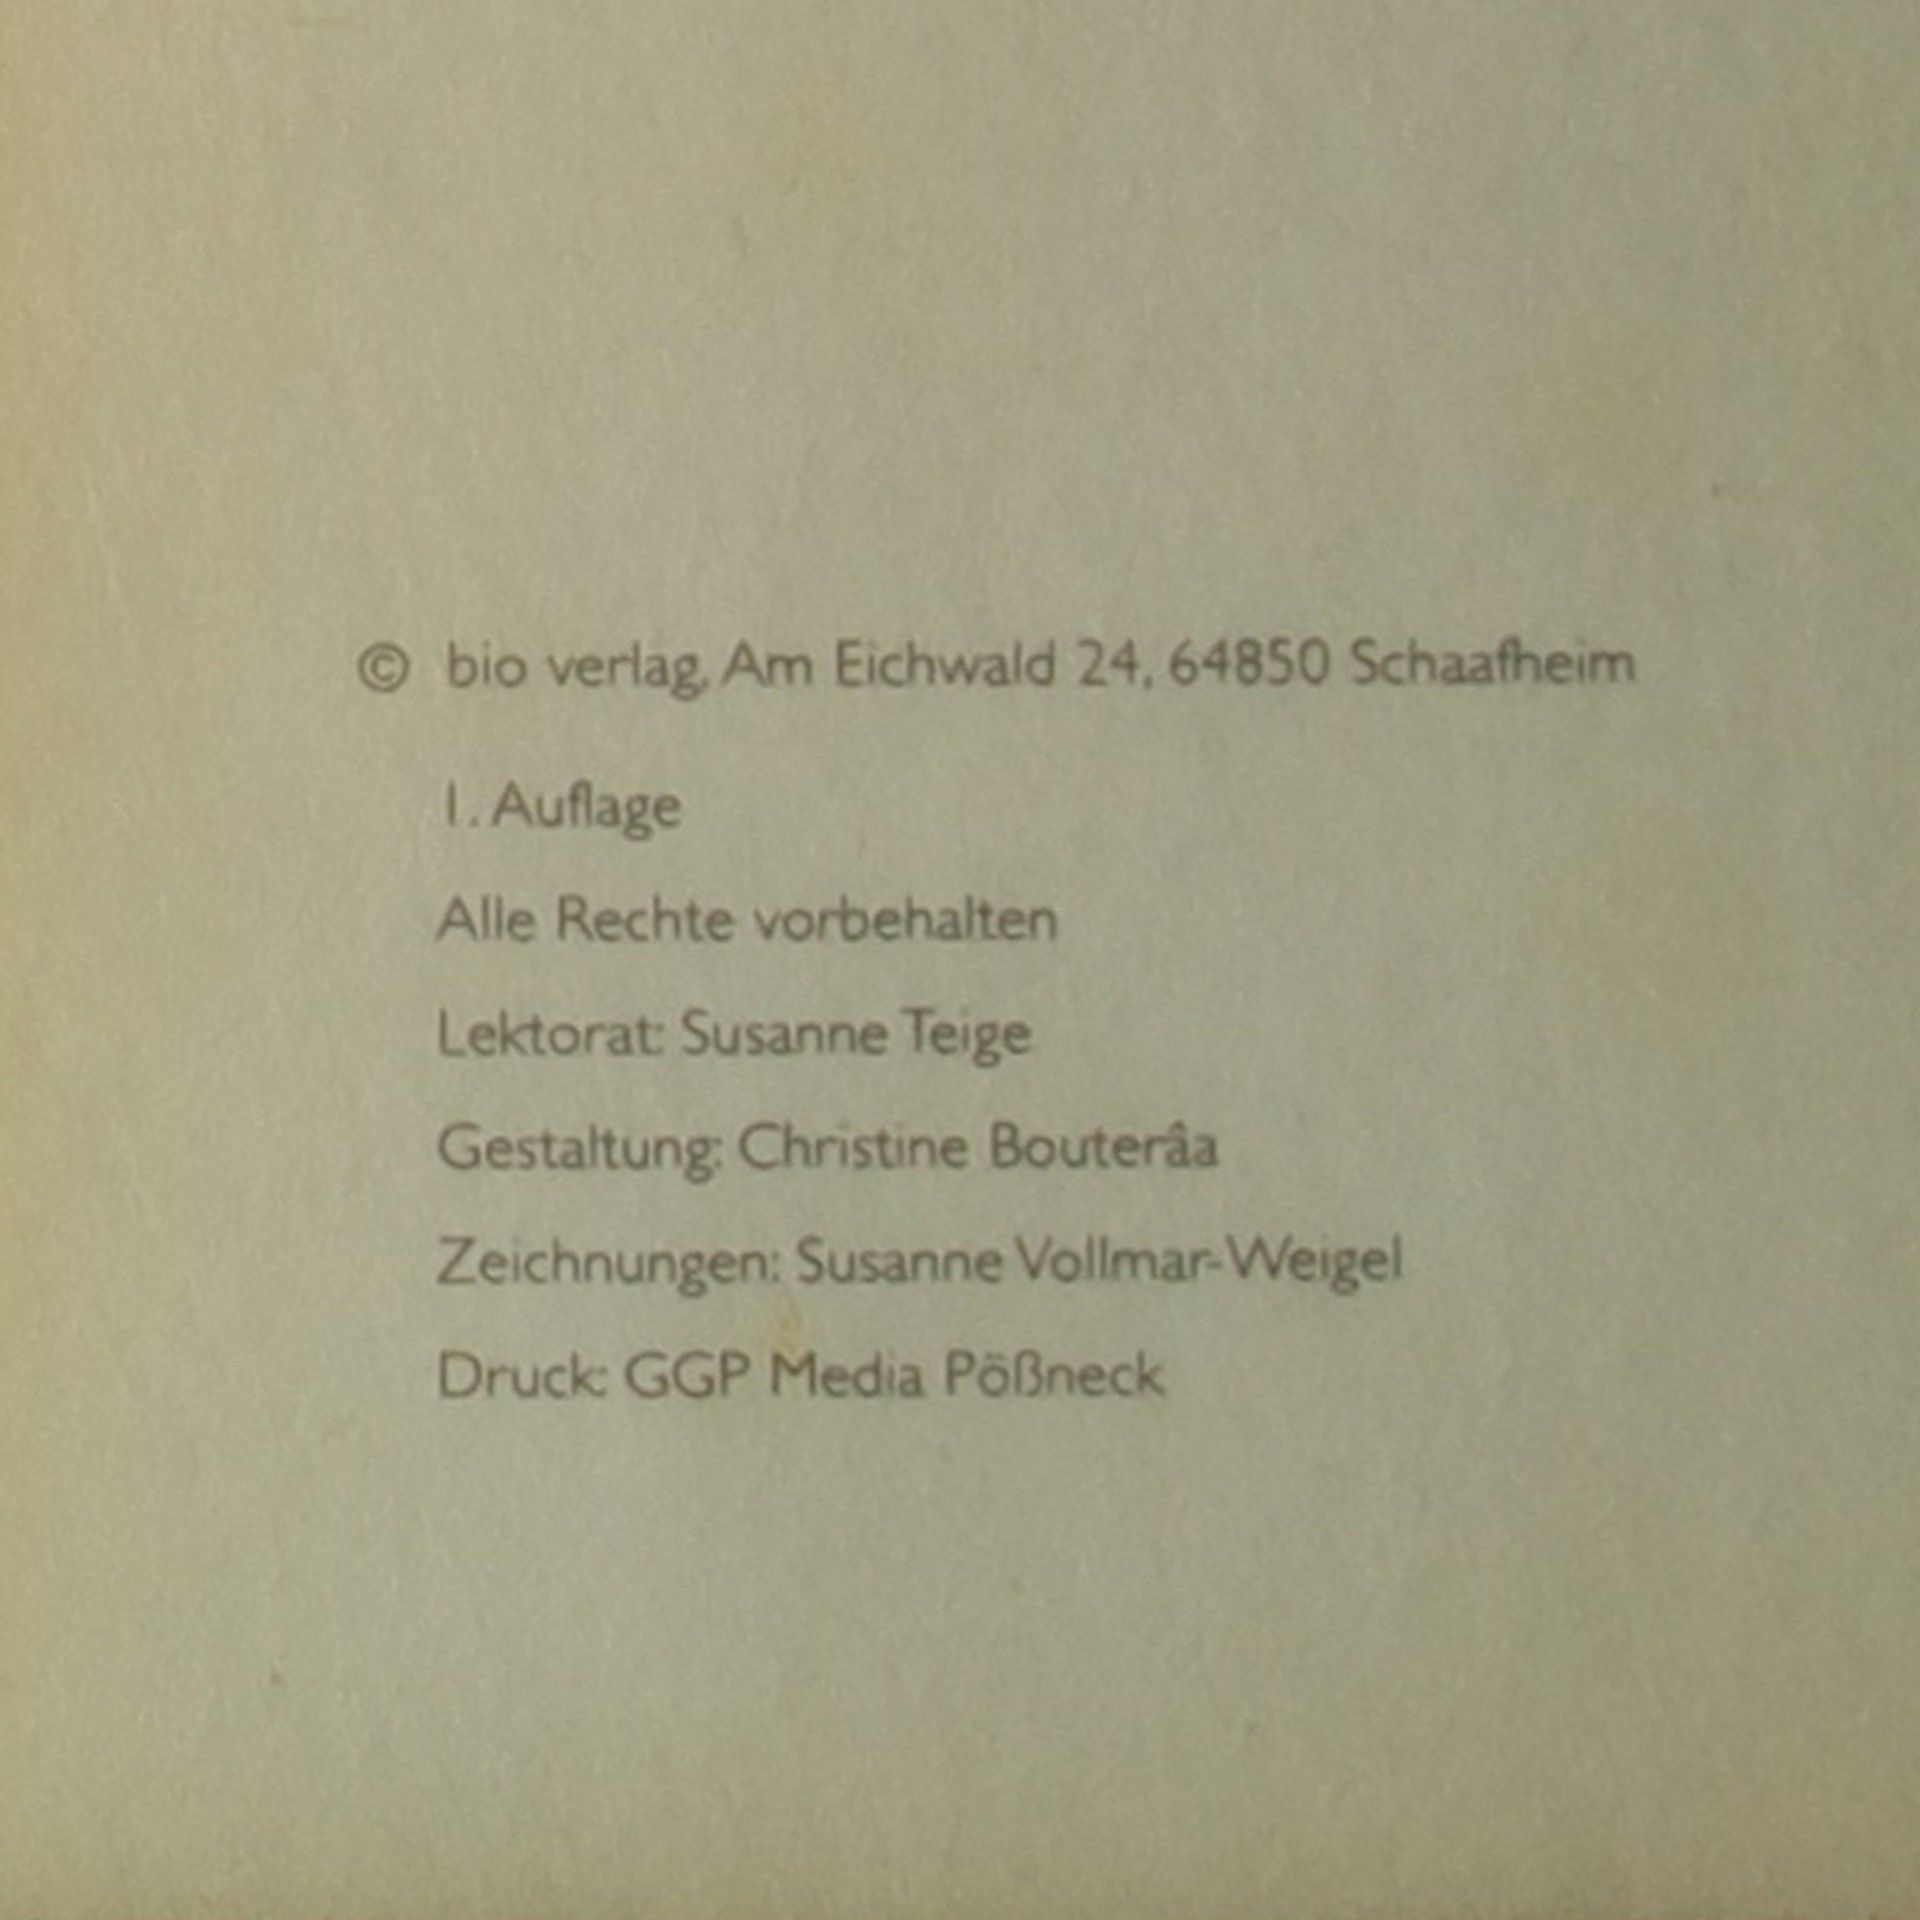 © bio verlag, Am Eichwald 24, 64850 Schaafheim
1. Auflage
Alle Rechte vorbehalten
Lektorat: Susanne Teige
Gestaltung: Christine Bouterâa
Zeichnungen: Susanne Vollmar-Weigel
Druck: GGP Media Pößneck